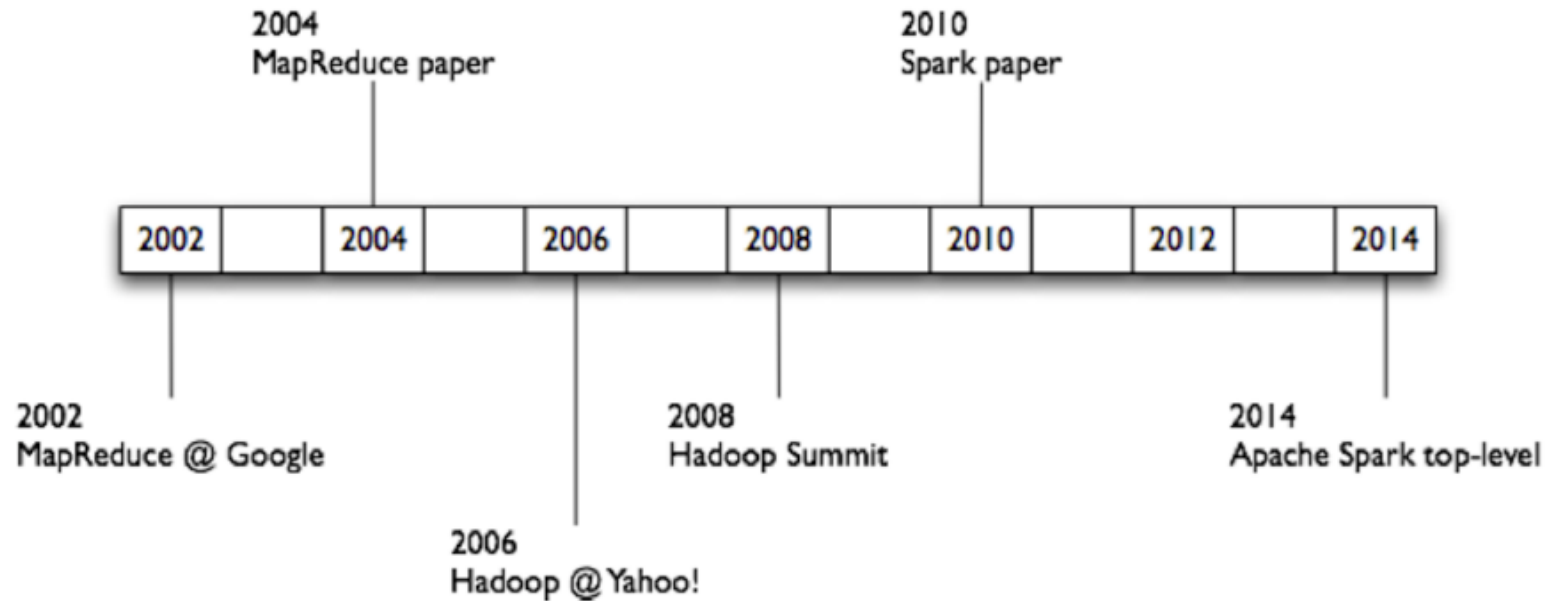 2004
MapReduce paper
2010
Spark paper
2002 2004 2006 2008 2010 2012 2014
2002
MapReduce @ Google
2008
Hadoop Summit
2014
Apache Spark top-level
2006
Hadoop @ Yahoo!